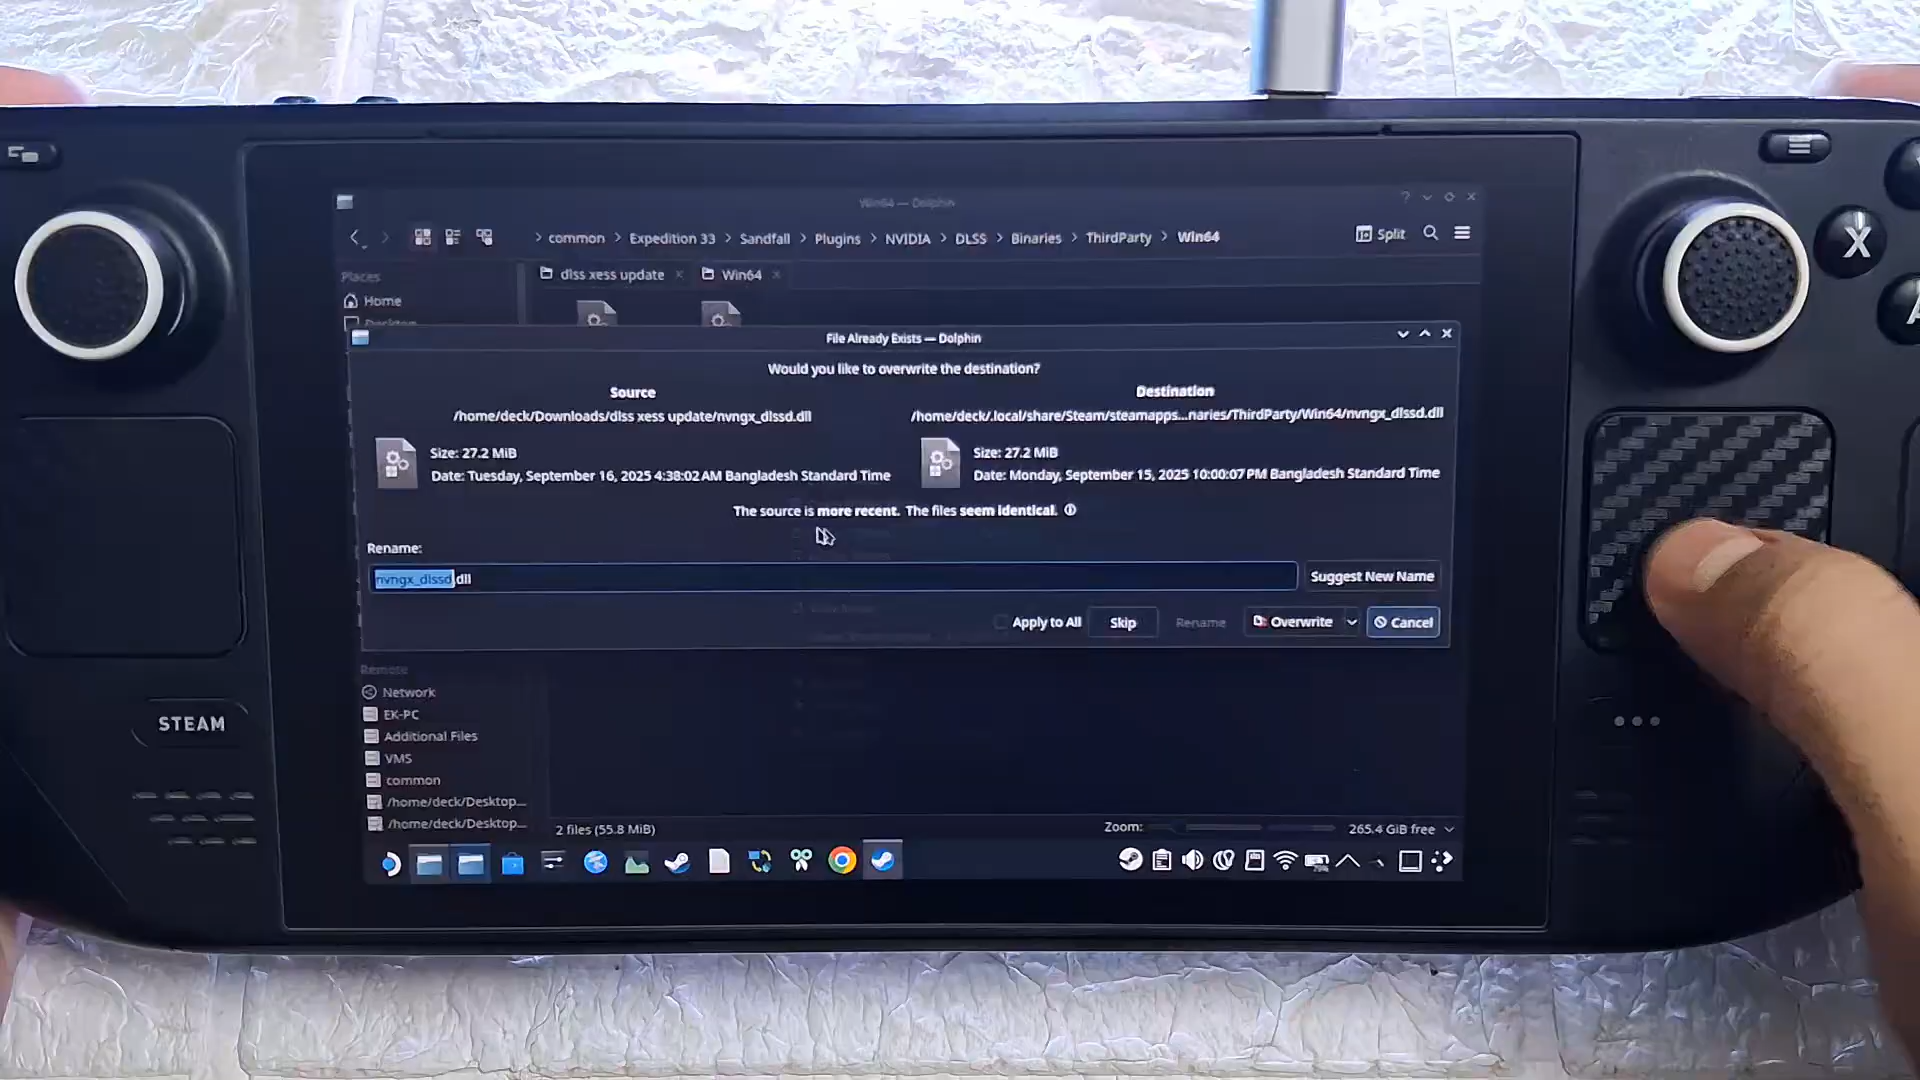 Win64 — Dolphin
common > Expedition 33 > Sandfall > Plugins > NVIDIA > DLSS > Binaries > ThirdParty > Win64
Split
Places
dlss xess update
Win64
Home
Desktop
File Already Exists — Dolphin
Would you like to overwrite the destination?
Source
Destination
/home/deck/Downloads/dlss xess update/nvngx_dlssd.dll
/home/deck/.local/share/Steam/steamapps...naries/ThirdParty/Win64/nvngx_dlssd.dll
Size: 27.2 MiB
Date: Tuesday, September 16, 2025 4:38:02 AM Bangladesh Standard Time
Size: 27.2 MiB
Date: Monday, September 15, 2025 10:00:07 PM Bangladesh Standard Time
The source is more recent. The files seem identical.
Rename:
nvngx_dlssd.dll
Suggest New Name
Apply to All
Skip
Rename
Overwrite
Cancel
Remote
Network
EK-PC
Additional Files
VMS
common
/home/deck/Desktop...
/home/deck/Desktop...
2 files (55.8 MiB)
Zoom:
265.4 GiB free
STEAM
X
A